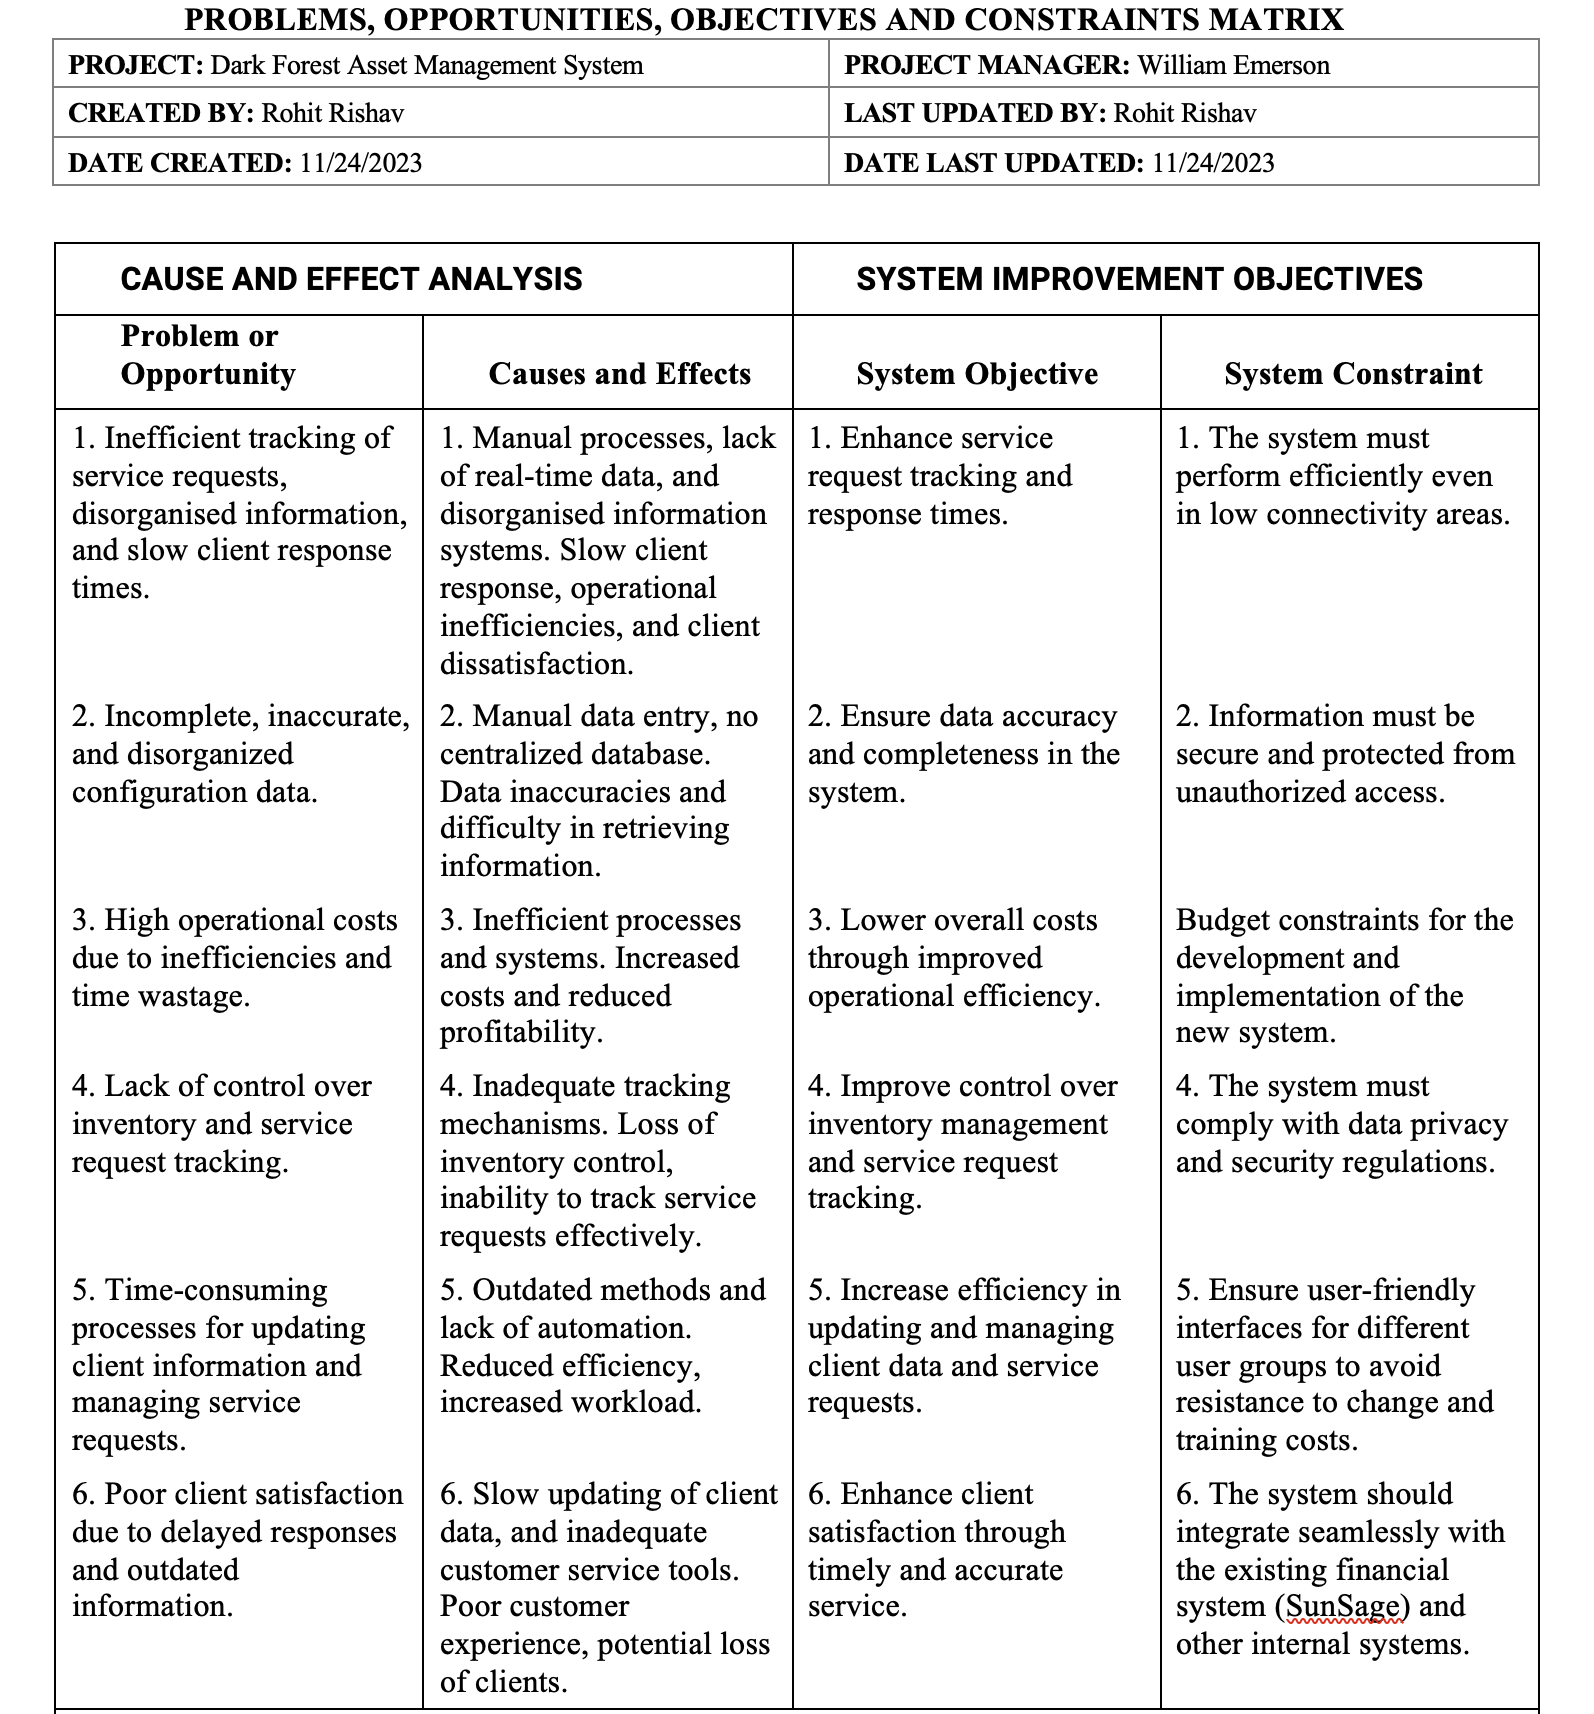 PROBLEMS, OPPORTUNITIES, OBJECTIVES AND CONSTRAINTS MATRIX
PROJECT: Dark Forest Asset Management System
PROJECT MANAGER: William Emerson
CREATED BY: Rohit Rishav
LAST UPDATED BY: Rohit Rishav
DATE CREATED: 11/24/2023
DATE LAST UPDATED: 11/24/2023
CAUSE AND EFFECT ANALYSIS
SYSTEM IMPROVEMENT OBJECTIVES
Problem or
Opportunity
Causes and Effects
System Objective
System Constraint
1. Inefficient tracking of
service requests,
disorganised information,
and slow client response
times.
1. Manual processes, lack
of real-time data, and
disorganised information
systems. Slow client
response, operational
inefficiencies, and client
dissatisfaction.
1. Enhance service
request tracking and
response times.
1. The system must
perform efficiently even
in low connectivity areas.
2. Incomplete, inaccurate,
and disorganized
configuration data.
2. Manual data entry, no
centralized database.
Data inaccuracies and
difficulty in retrieving
information.
2. Ensure data accuracy
and completeness in the
system.
2. Information must be
secure and protected from
unauthorized access.
3. High operational costs
due to inefficiencies and
time wastage.
3. Inefficient processes
and systems. Increased
costs and reduced
profitability.
3. Lower overall costs
through improved
operational efficiency.
Budget constraints for the
development and
implementation of the
new system.
4. Lack of control over
inventory and service
request tracking.
4. Inadequate tracking
mechanisms. Loss of
inventory control,
inability to track service
requests effectively.
4. Improve control over
inventory management
and service request
tracking.
4. The system must
comply with data privacy
and security regulations.
5. Time-consuming
processes for updating
client information and
managing service
requests.
5. Outdated methods and
lack of automation.
Reduced efficiency,
increased workload.
5. Increase efficiency in
updating and managing
client data and service
requests.
5. Ensure user-friendly
interfaces for different
user groups to avoid
resistance to change and
training costs.
6. Poor client satisfaction
due to delayed responses
and outdated
information.
6. Slow updating of client
data, and inadequate
customer service tools.
Poor customer
experience, potential loss
of clients.
6. Enhance client
satisfaction through
timely and accurate
service.
6. The system should
integrate seamlessly with
the existing financial
system (SunSage) and
other internal systems.